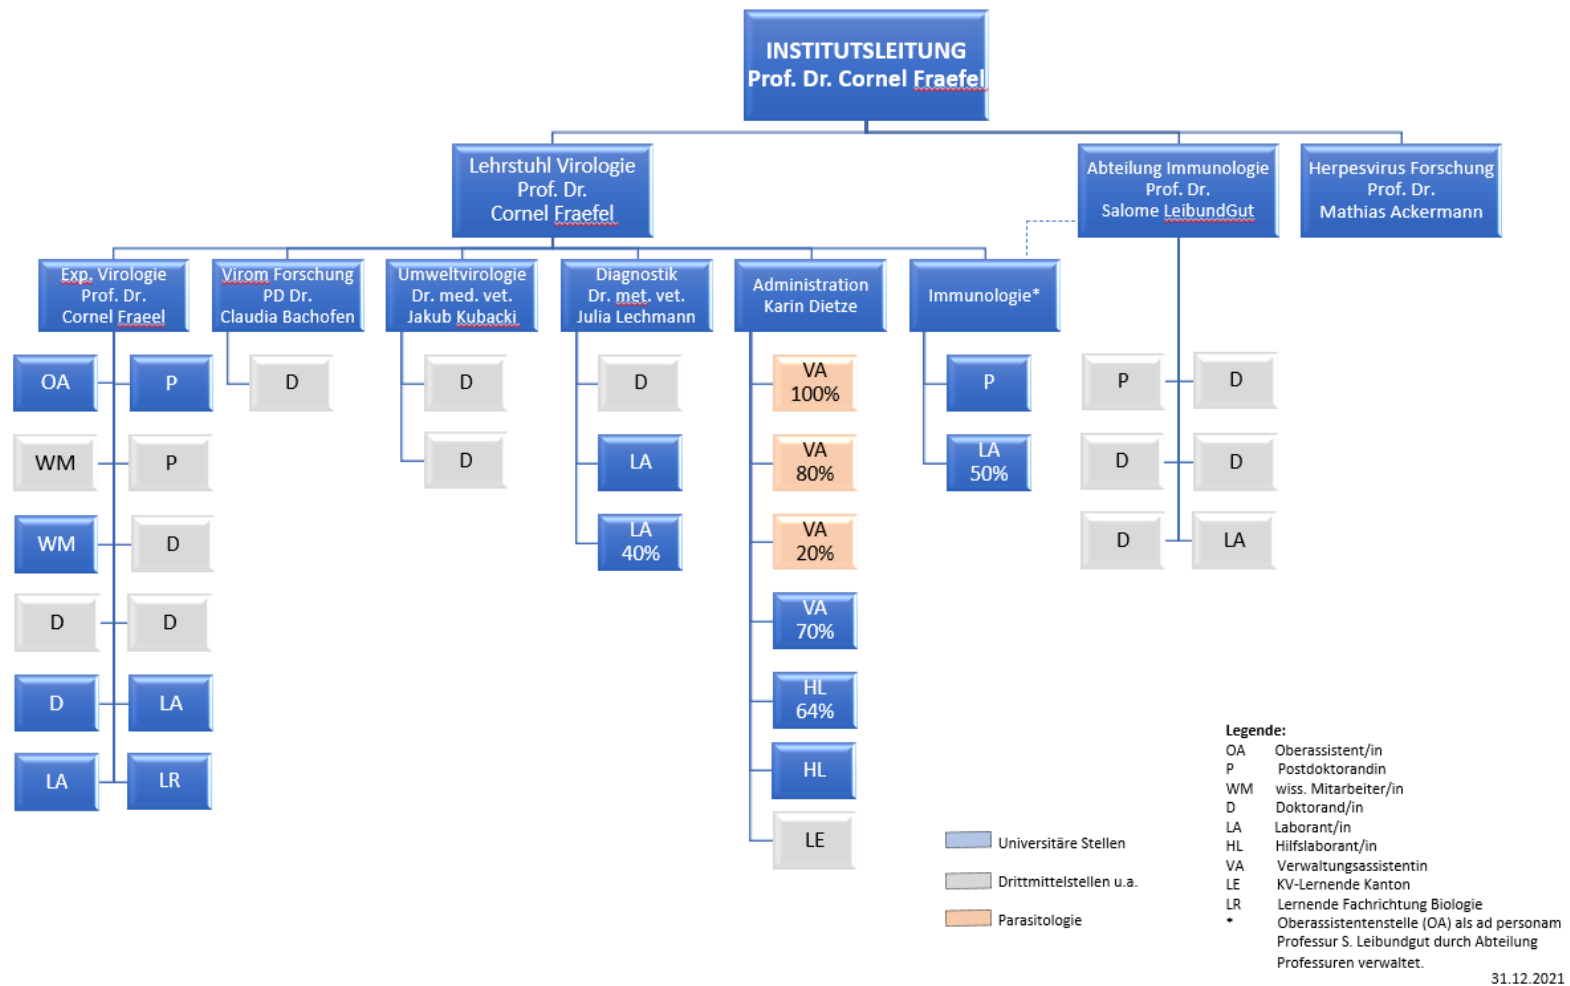 INSTITUTSLEITUNG
Prof. Dr. Cornel Fraefel
Lehrstuhl Virologie
Prof. Dr.
Cornel Fraefel
Abteilung Immunologie
Prof. Dr.
Salome LeibundGut
Herpesvirus Forschung
Prof. Dr.
Mathias Ackermann
Exp. Virologie
Prof. Dr.
Cornel Fraeel
Virom Forschung
PD Dr.
Claudia Bachofen
Umweltvirologie
Dr. med. vet.
Jakub Kubacki
Diagnostik
Dr. met. vet.
Julia Lechmann
Administration
Karin Dietze
Immunologie*
OA
P
WM
P
WM
D
D
D
D
LA
LA
LR
D
D
D
D
LA
LA
40%
VA
100%
VA
80%
VA
20%
VA
70%
HL
64%
HL
LE
P
LA
50%
P
D
D
D
D
LA
Universitäre Stellen
Drittmittelstellen u.a.
Parasitologie
Legende:
OA Oberassistent/in
P Postdoktorandin
WM wiss. Mitarbeiter/in
D Doktorand/in
LA Laborant/in
HL Hilfslaborant/in
VA Verwaltungsassistentin
LE KV-Lernende Kanton
LR Lernende Fachrichtung Biologie
* Oberassistentenstelle (OA) als ad personam
Professur S. Leibundgut durch Abteilung
Professuren verwaltet.
31.12.2021